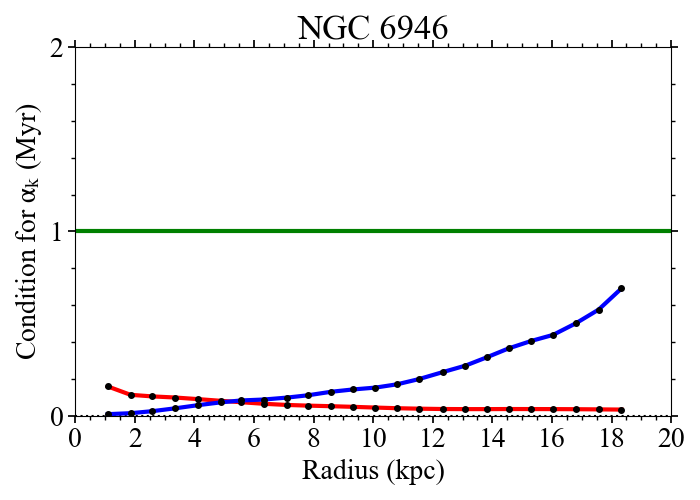 NGC 6946
2
1
0
Condition for αk (Myr)
0 2 4 6 8 10 12 14 16 18 20
Radius (kpc)